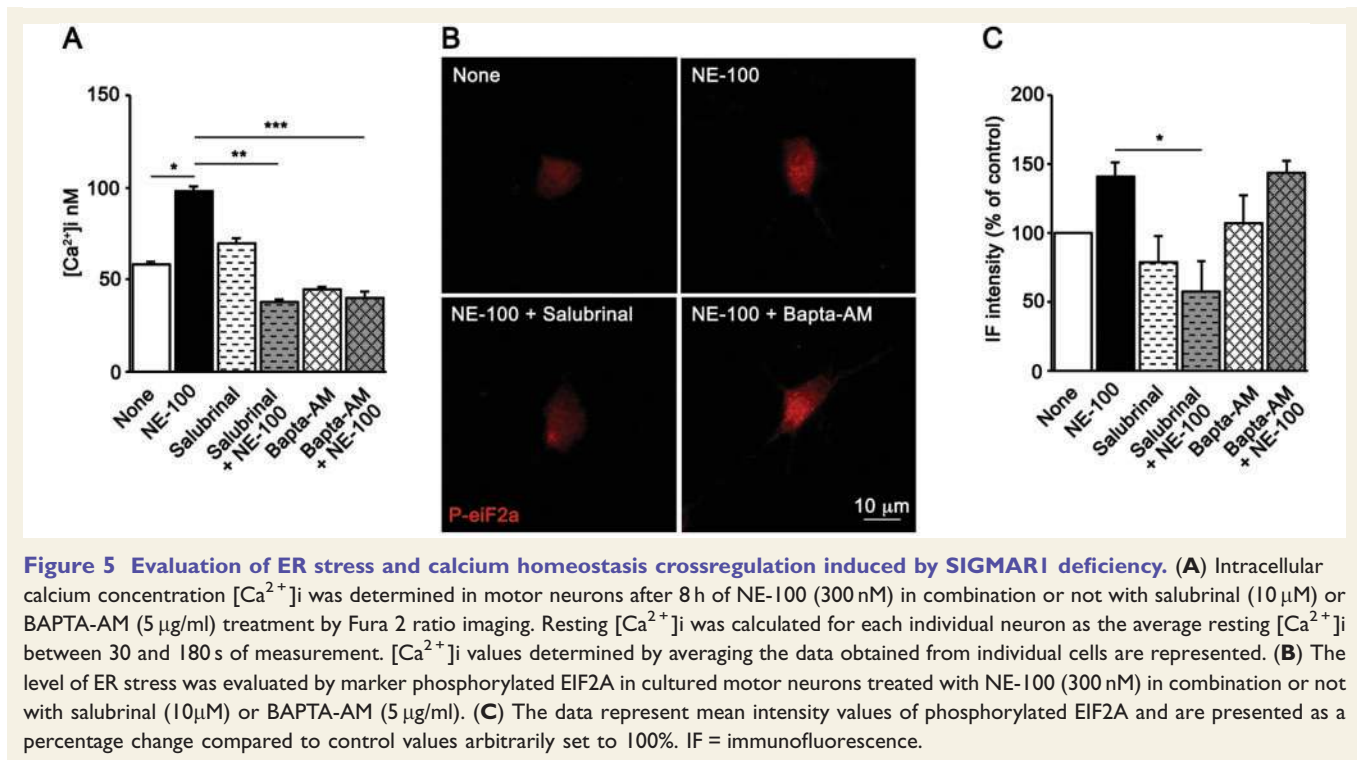 A
B
C
150
100
50
0
[Ca²⁺]i nM
*
**
***
None
NE-100
Salubrinal
Salubrinal
+ NE-100
Bapta-AM
Bapta-AM
+ NE-100
None
NE-100
NE-100 + Salubrinal
NE-100 + Bapta-AM
P-eiF2a
10 μm
200
150
100
50
0
IF intensity (% of control)
*
None
NE-100
Salubrinal
Salubrinal
+ NE-100
Bapta-AM
Bapta-AM
+ NE-100
Figure 5 Evaluation of ER stress and calcium homeostasis crossregulation induced by SIGMAR1 deficiency. (A) Intracellular
calcium concentration [Ca²⁺]i was determined in motor neurons after 8 h of NE-100 (300 nM) in combination or not with salubrinal (10 μM) or
BAPTA-AM (5 μg/ml) treatment by Fura 2 ratio imaging. Resting [Ca²⁺]i was calculated for each individual neuron as the average resting [Ca²⁺]i
between 30 and 180 s of measurement. [Ca²⁺]i values determined by averaging the data obtained from individual cells are represented. (B) The
level of ER stress was evaluated by marker phosphorylated EIF2A in cultured motor neurons treated with NE-100 (300 nM) in combination or not
with salubrinal (10μM) or BAPTA-AM (5 μg/ml). (C) The data represent mean intensity values of phosphorylated EIF2A and are presented as a
percentage change compared to control values arbitrarily set to 100%. IF = immunofluorescence.